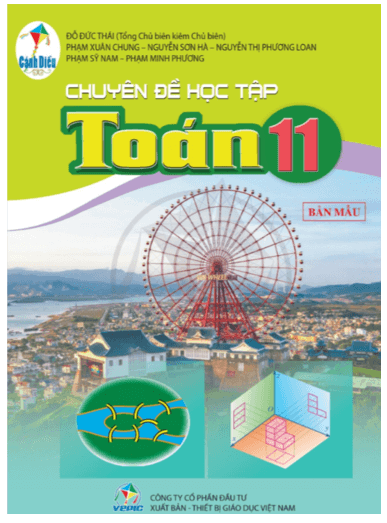 ĐỖ ĐỨC THÁI (Tổng Chủ biên kiêm Chủ biên)
PHẠM XUÂN CHUNG – NGUYỄN SƠN HÀ – NGUYỄN THỊ PHƯƠNG LOAN
PHẠM SỸ NAM – PHẠM MINH PHƯƠNG
Cánh Diều
CHUYÊN ĐỀ HỌC TẬP
Toán 11
BẢN MẪU
VEPIC
CÔNG TY CỔ PHẦN ĐẦU TƯ
XUẤT BẢN - THIẾT BỊ GIÁO DỤC VIỆT NAM